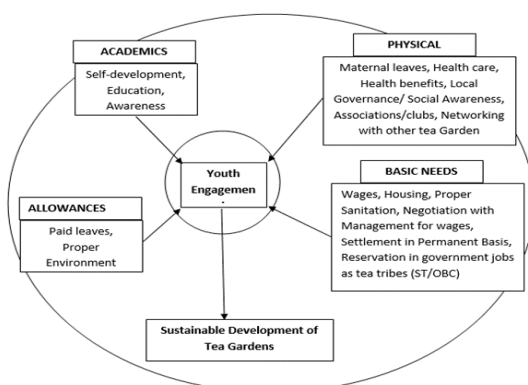 ACADEMICS
Self-development,
Education,
Awareness
PHYSICAL
Maternal leaves, Health care,
Health benefits, Local
Governance/ Social Awareness,
Associations/clubs, Networking
with other tea Garden
Youth
Engagemen
.
BASIC NEEDS
Wages, Housing, Proper
Sanitation, Negotiation with
Management for wages,
Settlement in Permanent Basis,
Reservation in government jobs
as tea tribes (ST/OBC)
ALLOWANCES
Paid leaves,
Proper
Environment
Sustainable Development of
Tea Gardens